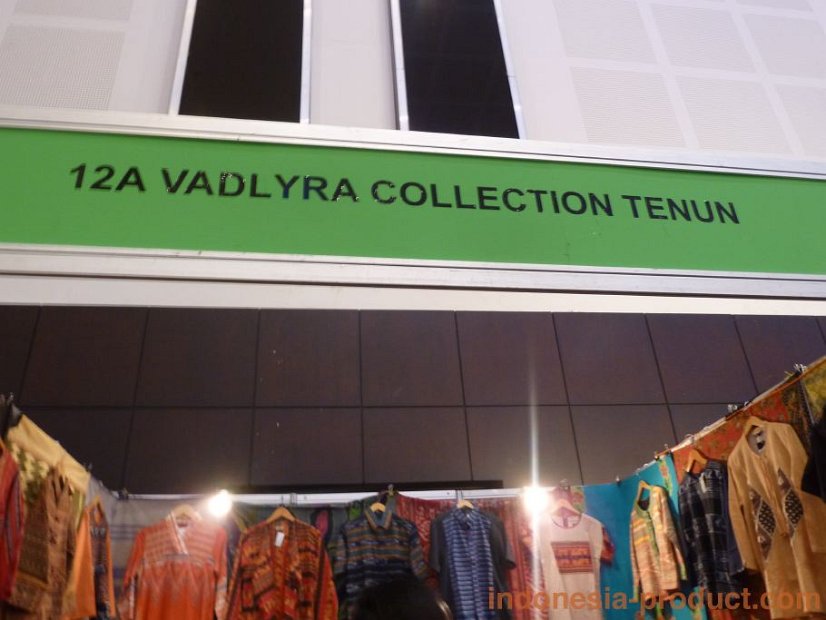 12A VADLYRA COLLECTION TENUN
indonesia-product.com